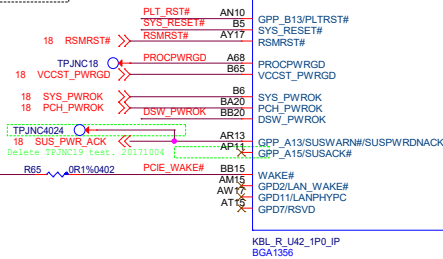 PLT_RST# AN10 GPP_B13/PLTRST#
SYS_RESET# B5 SYS_RESET#
18 RSMRST# RSMRST# AY17 RSMRST#
TPJNC18 PROCPWRGD A68 PROCPWRGD
18 VCCST_PWRGD B65 VCCST_PWRGD
18 SYS_PWROK B6 SYS_PWROK
18 PCH_PWROK BA20 PCH_PWROK
DSW_PWROK BB20 DSW_PWROK
TPJNC4024
18 SUS_PWR_ACK AR13 GPP_A13/SUSWARN#/SUSPWRDNACK
Delete TPJNC19 test. 20171004 AP11 GPP_A15/SUSACK#
R65 0R1%0402 PCIE_WAKE# BB15 WAKE#
AM15 GPD2/LAN_WAKE#
AW17 GPD11/LANPHYPC
AT15 GPD7/RSVD
KBL_R_U42_1P0_IP
BGA1356